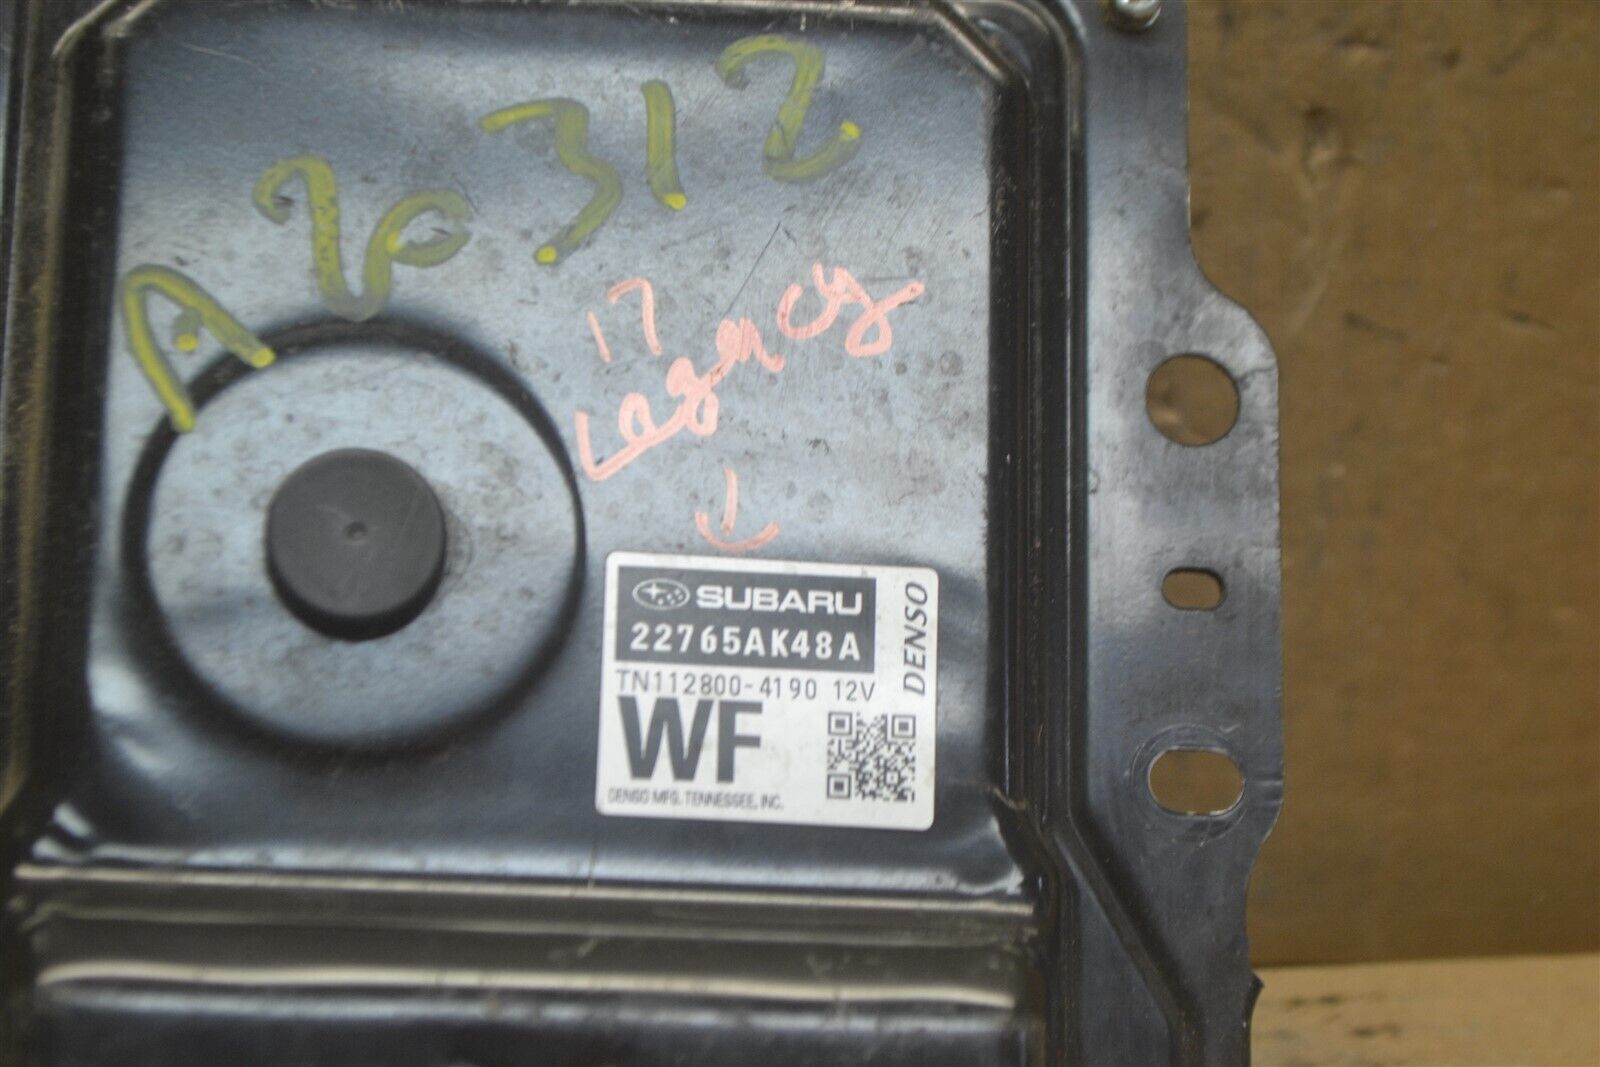 A20312
17
Legacy
SUBARU
22765AK48A
DENSO
TN112800-4190 12V
WF
DENSO MFG. TENNESSEE, INC.